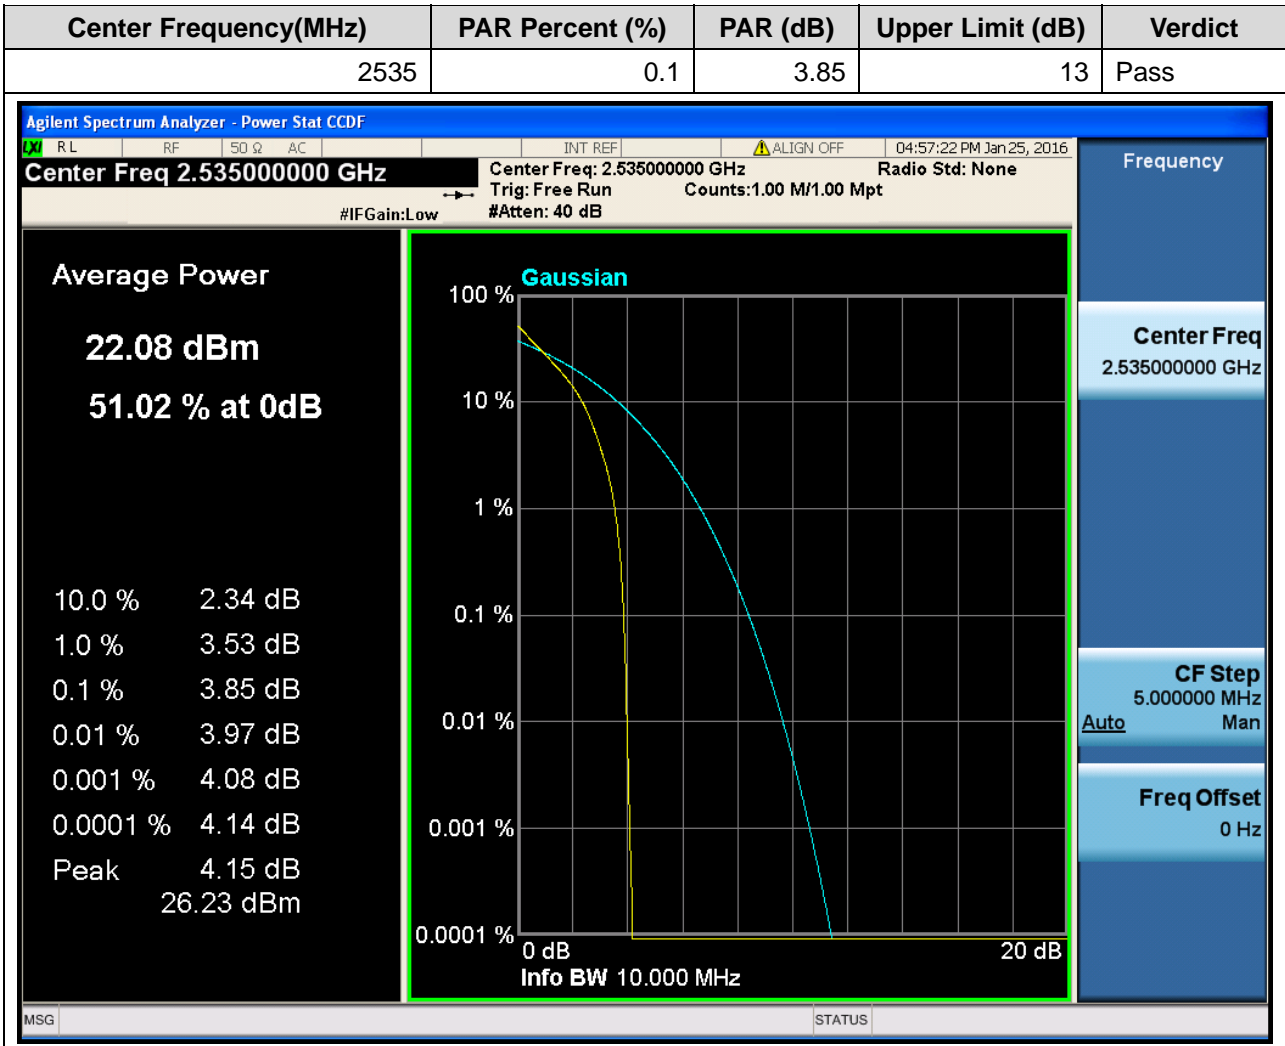 Center Frequency(MHz) PAR Percent (%) PAR (dB) Upper Limit (dB) Verdict
2535 0.1 3.85 13 Pass
Agilent Spectrum Analyzer - Power Stat CCDF
LXI RL RF 50 Ω AC INT REF ALIGN OFF 04:57:22 PM Jan 25, 2016
Center Freq 2.535000000 GHz
Center Freq: 2.535000000 GHz Radio Std: None
Trig: Free Run Counts:1.00 M/1.00 Mpt
#IFGain:Low #Atten: 40 dB
Frequency
Average Power
22.08 dBm
51.02 % at 0dB
10.0 % 2.34 dB
1.0 % 3.53 dB
0.1 % 3.85 dB
0.01 % 3.97 dB
0.001 % 4.08 dB
0.0001 % 4.14 dB
Peak 4.15 dB
26.23 dBm
Gaussian
100 %
10 %
1 %
0.1 %
0.01 %
0.001 %
0.0001 %
0 dB 20 dB
Info BW 10.000 MHz
Center Freq
2.535000000 GHz
CF Step
5.000000 MHz
Auto Man
Freq Offset
0 Hz
MSG STATUS